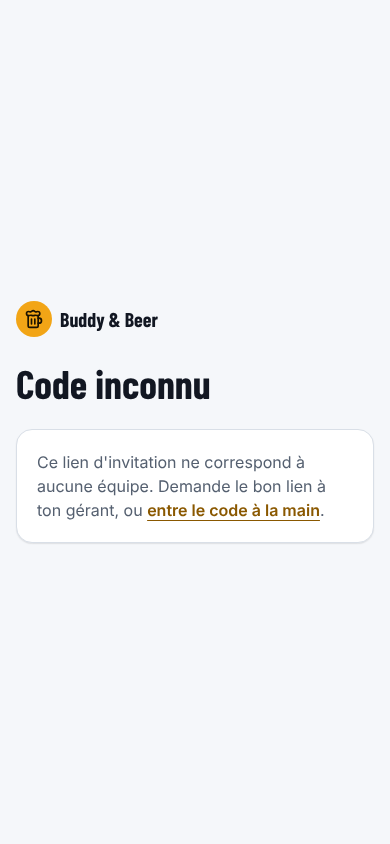 Buddy & Beer
Code inconnu
Ce lien d'invitation ne correspond à
aucune équipe. Demande le bon lien à
ton gérant, ou entre le code à la main.